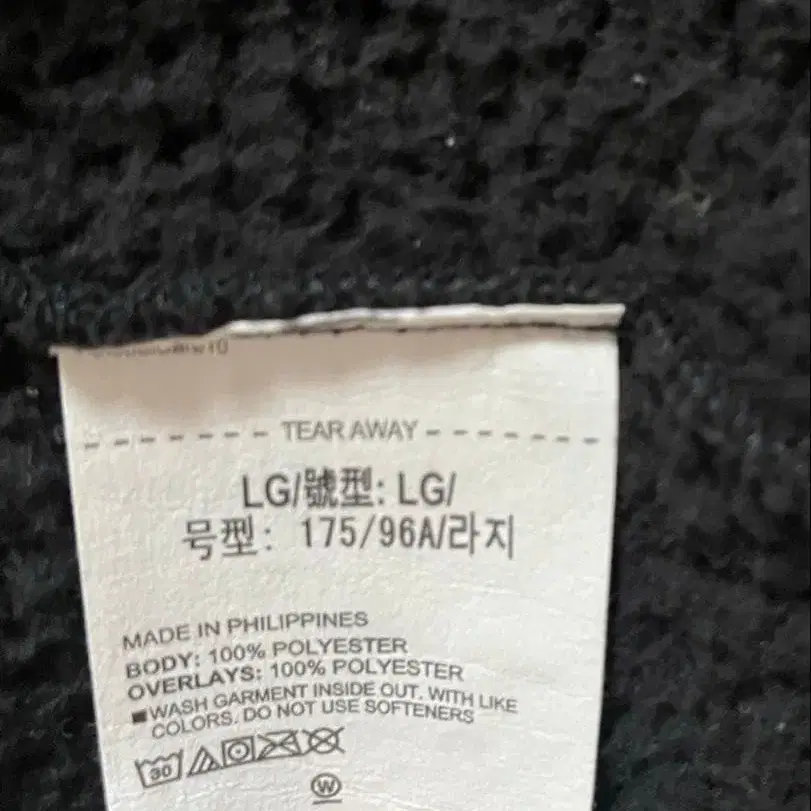 TEAR AWAY
LG/號型: LG/
号型: 175/96A/라지
MADE IN PHILIPPINES
BODY: 100% POLYESTER
OVERLAYS: 100% POLYESTER
■WASH GARMENT INSIDE OUT. WITH LIKE
COLORS. DO NOT USE SOFTENERS
30
W